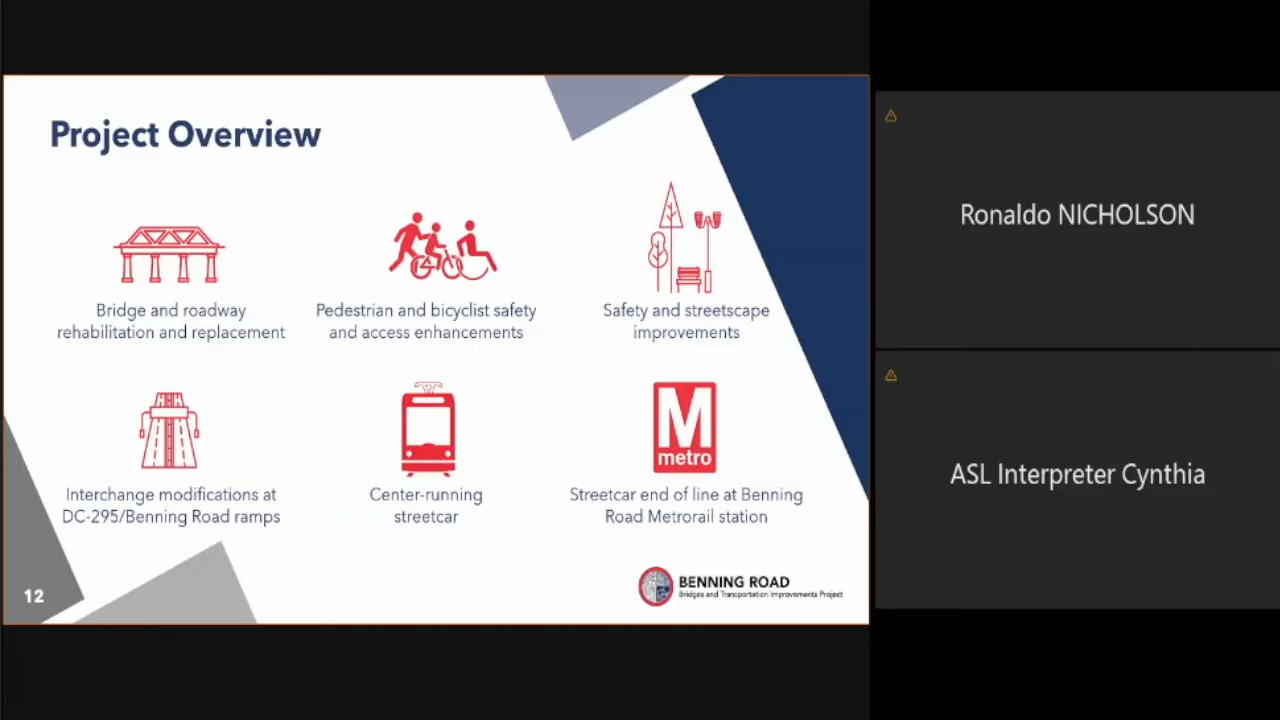 Project Overview
Bridge and roadway
rehabilitation and replacement
Pedestrian and bicyclist safety
and access enhancements
Safety and streetscape
improvements
Interchange modifications at
DC-295/Benning Road ramps
Center-running
streetcar
M
metro
Streetcar end of line at Benning
Road Metrorail station
12
BENNING ROAD
Bridges and Transportation Improvements Project
Ronaldo NICHOLSON
ASL Interpreter Cynthia